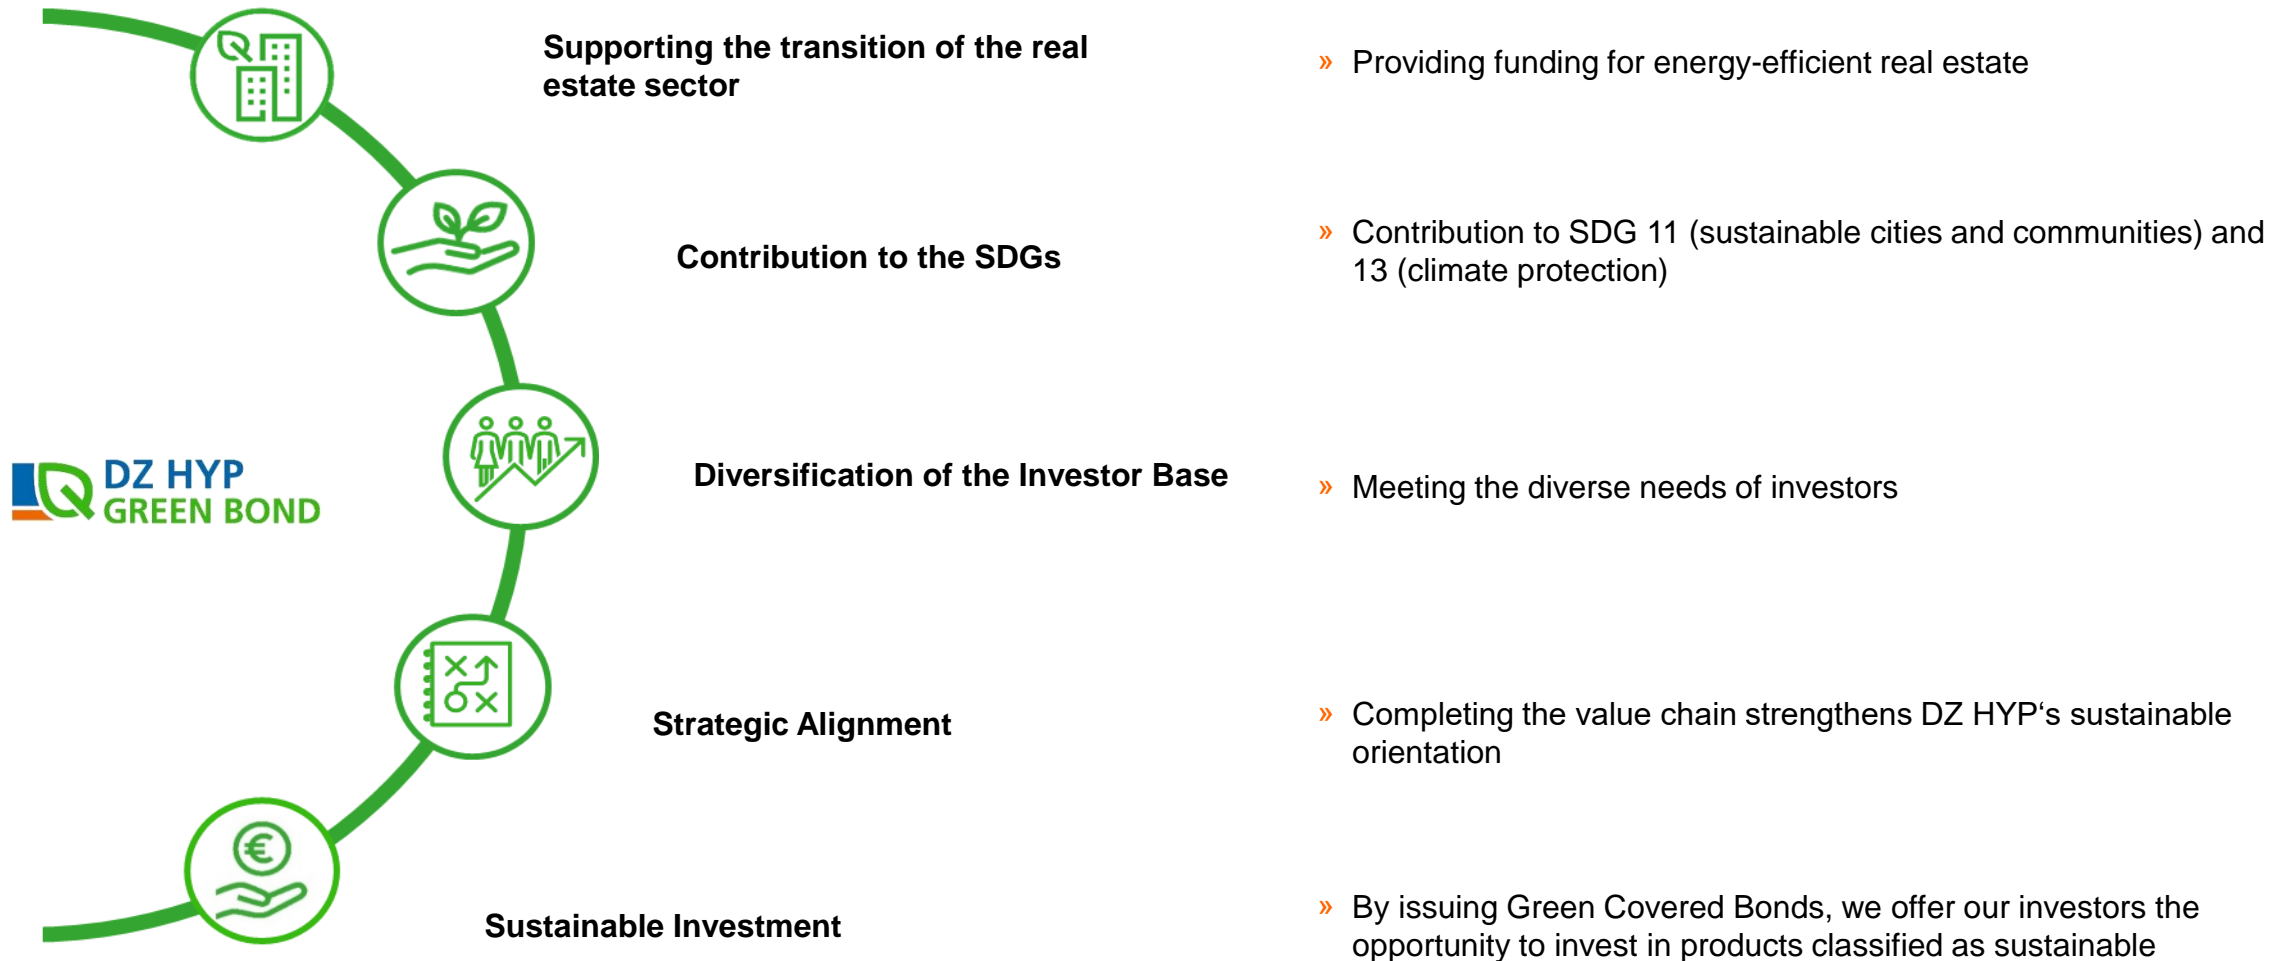 Supporting the transition of the real
estate sector
» Providing funding for energy-efficient real estate
Contribution to the SDGs
» Contribution to SDG 11 (sustainable cities and communities) and
13 (climate protection)
DZ HYP
GREEN BOND
Diversification of the Investor Base
» Meeting the diverse needs of investors
Strategic Alignment
» Completing the value chain strengthens DZ HYP‘s sustainable
orientation
Sustainable Investment
» By issuing Green Covered Bonds, we offer our investors the
opportunity to invest in products classified as sustainable